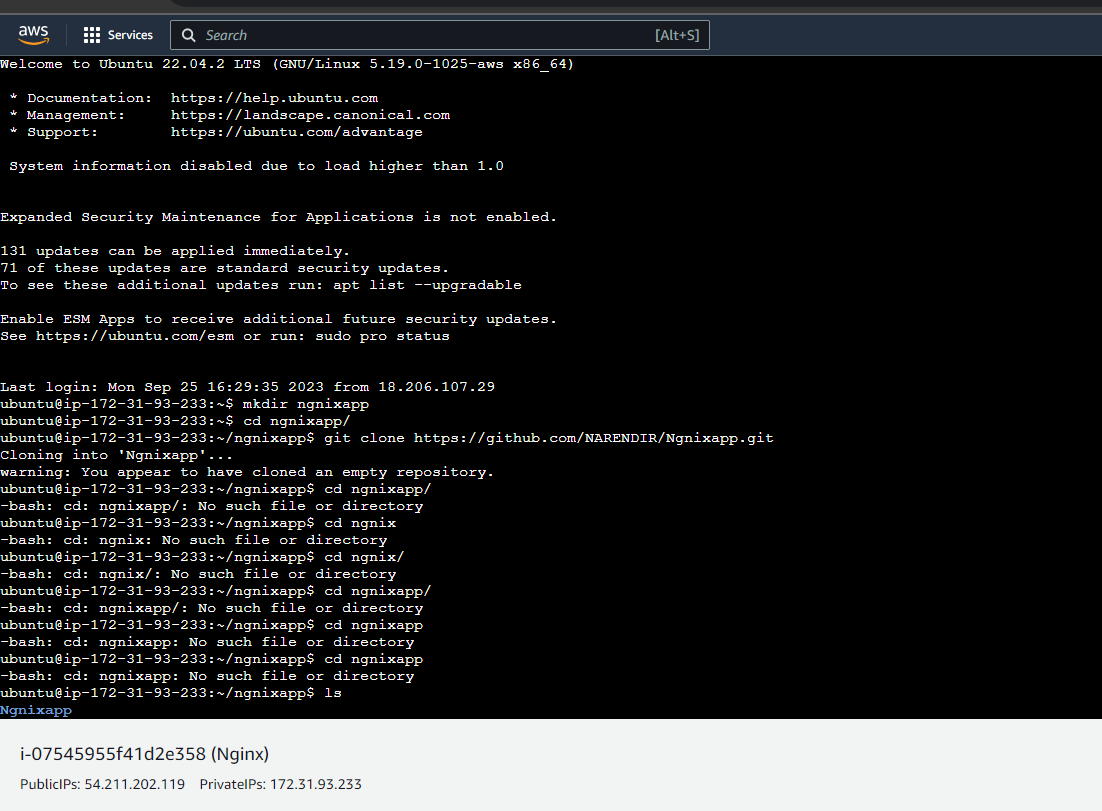 aws
Services
Search [Alt+S]
Welcome to Ubuntu 22.04.2 LTS (GNU/Linux 5.19.0-1025-aws x86_64)
* Documentation: https://help.ubuntu.com
* Management: https://landscape.canonical.com
* Support: https://ubuntu.com/advantage
System information disabled due to load higher than 1.0
Expanded Security Maintenance for Applications is not enabled.
131 updates can be applied immediately.
71 of these updates are standard security updates.
To see these additional updates run: apt list --upgradable
Enable ESM Apps to receive additional future security updates.
See https://ubuntu.com/esm or run: sudo pro status
Last login: Mon Sep 25 16:29:35 2023 from 18.206.107.29
ubuntu@ip-172-31-93-233:~$ mkdir ngnixapp
ubuntu@ip-172-31-93-233:~$ cd ngnixapp/
ubuntu@ip-172-31-93-233:~/ngnixapp$ git clone https://github.com/NARENDIR/Ngnixapp.git
Cloning into 'Ngnixapp'...
warning: You appear to have cloned an empty repository.
ubuntu@ip-172-31-93-233:~/ngnixapp$ cd ngnixapp/
-bash: cd: ngnixapp/: No such file or directory
ubuntu@ip-172-31-93-233:~/ngnixapp$ cd ngnix
-bash: cd: ngnix: No such file or directory
ubuntu@ip-172-31-93-233:~/ngnixapp$ cd ngnix/
-bash: cd: ngnix/: No such file or directory
ubuntu@ip-172-31-93-233:~/ngnixapp$ cd ngnixapp/
-bash: cd: ngnixapp/: No such file or directory
ubuntu@ip-172-31-93-233:~/ngnixapp$ cd ngnixapp
-bash: cd: ngnixapp: No such file or directory
ubuntu@ip-172-31-93-233:~/ngnixapp$ cd ngnixapp
-bash: cd: ngnixapp: No such file or directory
ubuntu@ip-172-31-93-233:~/ngnixapp$ ls
Ngnixapp
i-07545955f41d2e358 (Nginx)
PublicIPs: 54.211.202.119 PrivateIPs: 172.31.93.233